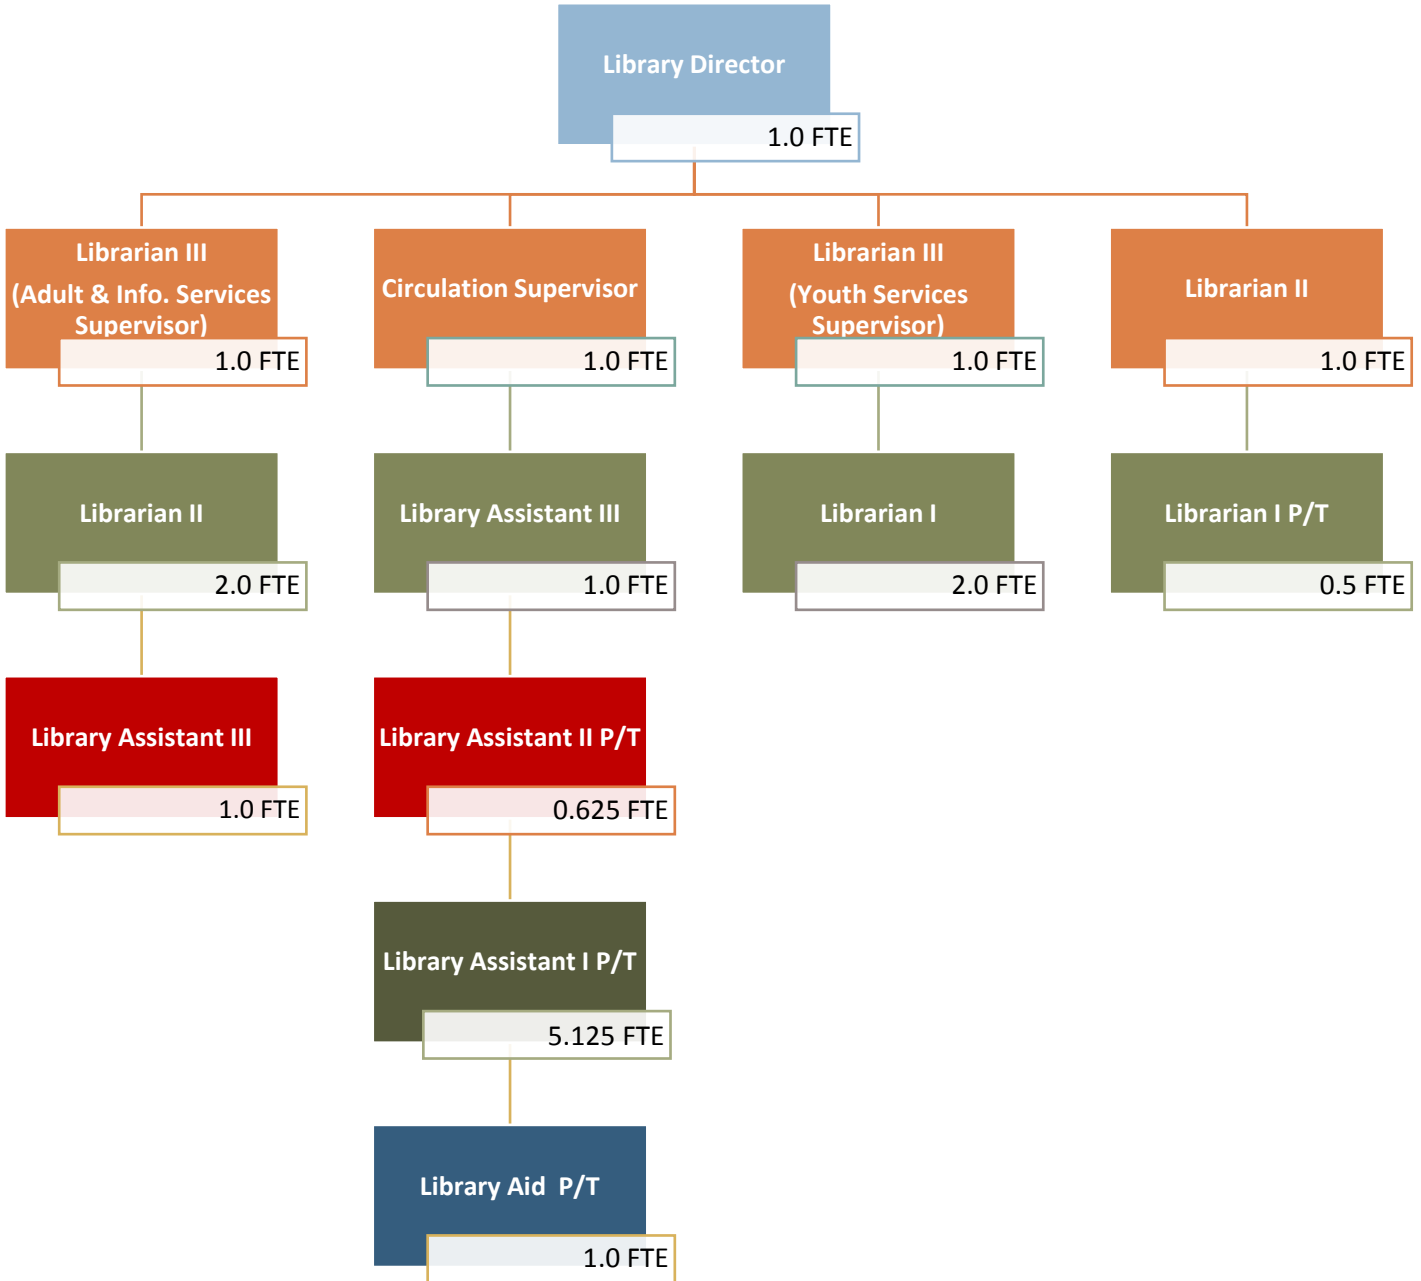 Library Director
1.0 FTE
Librarian III
(Adult & Info. Services
Supervisor)
1.0 FTE
Circulation Supervisor
1.0 FTE
Librarian III
(Youth Services
Supervisor)
1.0 FTE
Librarian II
1.0 FTE
Librarian II
2.0 FTE
Library Assistant III
1.0 FTE
Librarian I
2.0 FTE
Librarian I P/T
0.5 FTE
Library Assistant III
1.0 FTE
Library Assistant II P/T
0.625 FTE
Library Assistant I P/T
5.125 FTE
Library Aid  P/T
1.0 FTE